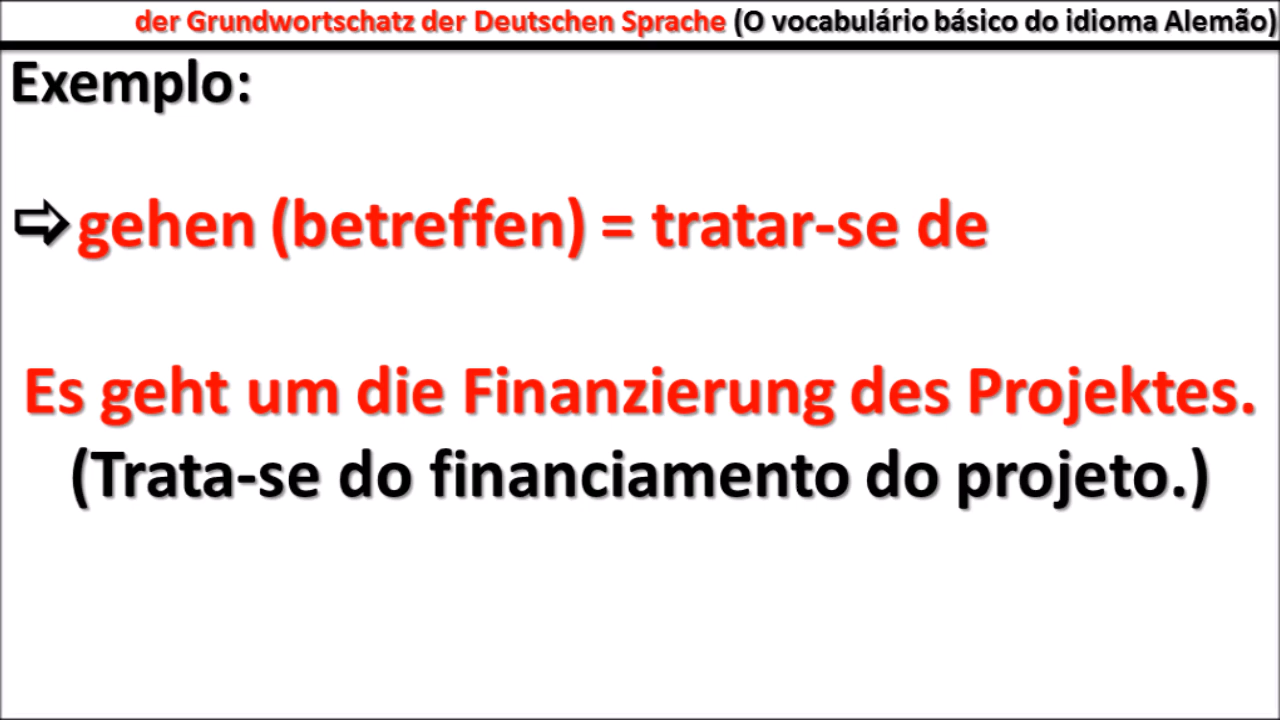 der Grundwortschatz der Deutschen Sprache (O vocabulário básico do idioma Alemão)
Exemplo:
⇨gehen (betreffen) = tratar-se de
Es geht um die Finanzierung des Projektes.
(Trata-se do financiamento do projeto.)